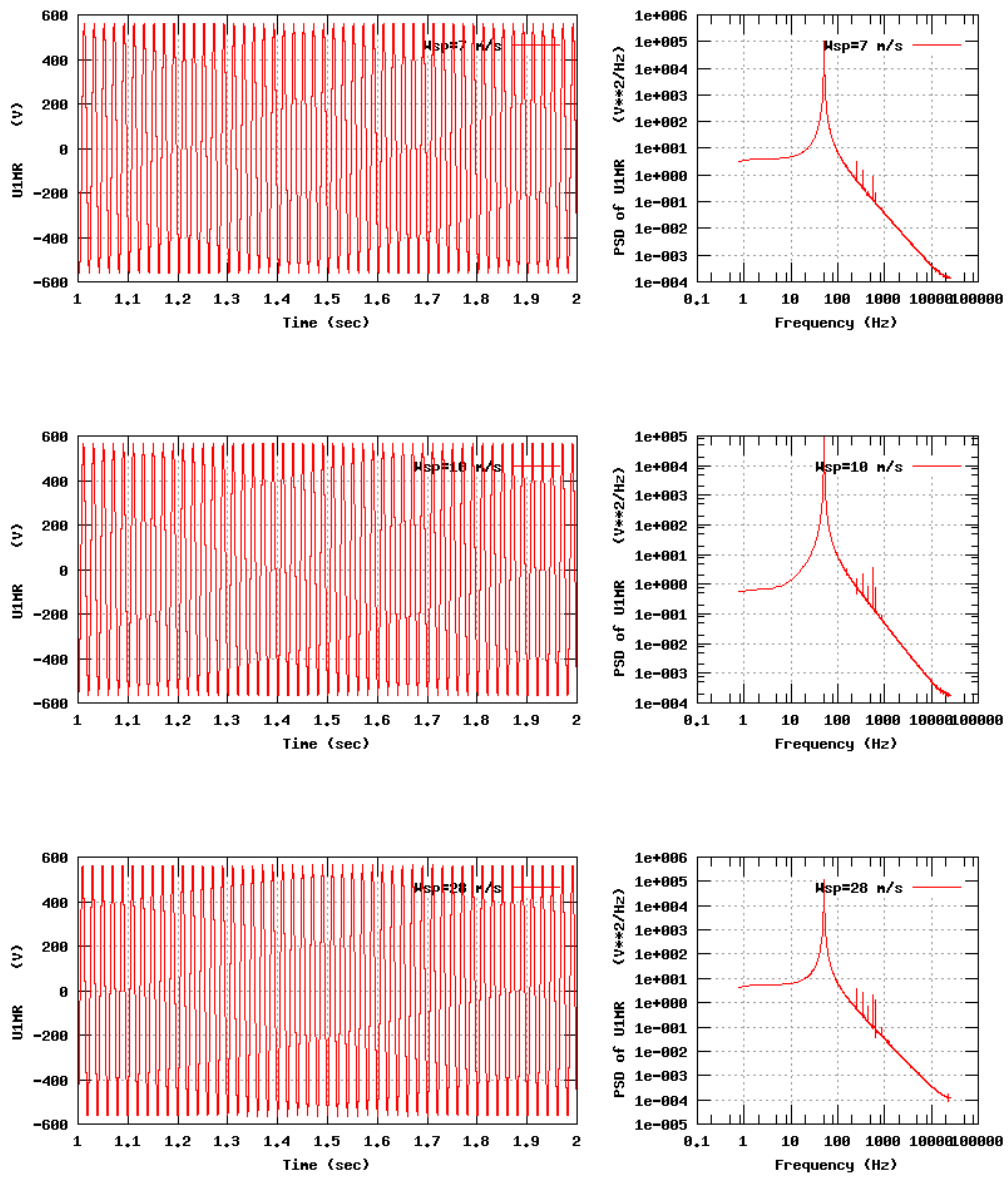 600
400
200
0
-200
-400
-600
U1MR (V)
Wsp=7 m/s
1 1.1 1.2 1.3 1.4 1.5 1.6 1.7 1.8 1.9 2
Time (sec)
1e+006
1e+005
1e+004
1e+003
1e+002
1e+001
1e+000
1e-001
1e-002
1e-003
1e-004
PSD of U1MR (V**2/Hz)
Wsp=7 m/s
0.1 1 10 100 1000 10000 100000
Frequency (Hz)
600
400
200
0
-200
-400
-600
U1MR (V)
Wsp=10 m/s
1 1.1 1.2 1.3 1.4 1.5 1.6 1.7 1.8 1.9 2
Time (sec)
1e+005
1e+004
1e+003
1e+002
1e+001
1e+000
1e-001
1e-002
1e-003
1e-004
PSD of U1MR (V**2/Hz)
Wsp=10 m/s
0.1 1 10 100 1000 10000 100000
Frequency (Hz)
600
400
200
0
-200
-400
-600
U1MR (V)
Wsp=28 m/s
1 1.1 1.2 1.3 1.4 1.5 1.6 1.7 1.8 1.9 2
Time (sec)
1e+006
1e+005
1e+004
1e+003
1e+002
1e+001
1e+000
1e-001
1e-002
1e-003
1e-004
1e-005
PSD of U1MR (V**2/Hz)
Wsp=28 m/s
0.1 1 10 100 1000 10000 100000
Frequency (Hz)